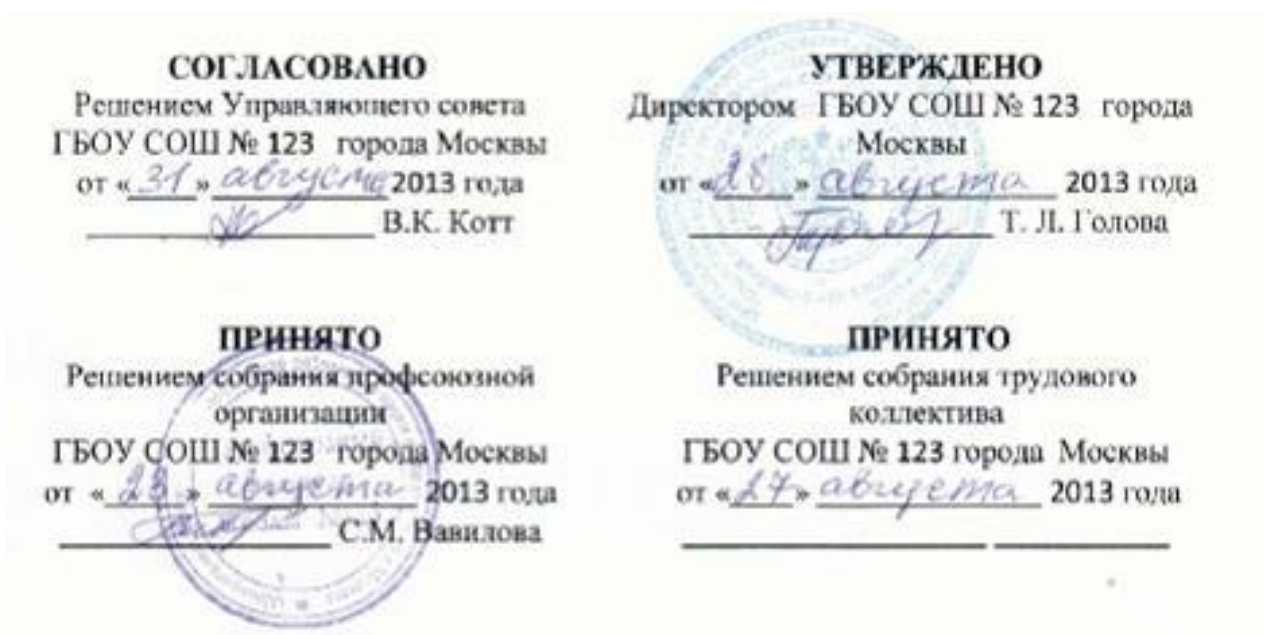 СОГЛАСОВАНО
Решением Управляющего совета
ГБОУ СОШ № 123 города Москвы
от «31» августа 2013 года
В.К. Котт
УТВЕРЖДЕНО
Директором ГБОУ СОШ № 123 города
Москвы
от «28» августа 2013 года
Т. Л. Голова
ПРИНЯТО
Решением собрания профсоюзной
организации
ГБОУ СОШ № 123 города Москвы
от «23» августа 2013 года
С.М. Вавилова
ПРИНЯТО
Решением собрания трудового
коллектива
ГБОУ СОШ № 123 города Москвы
от «27» августа 2013 года